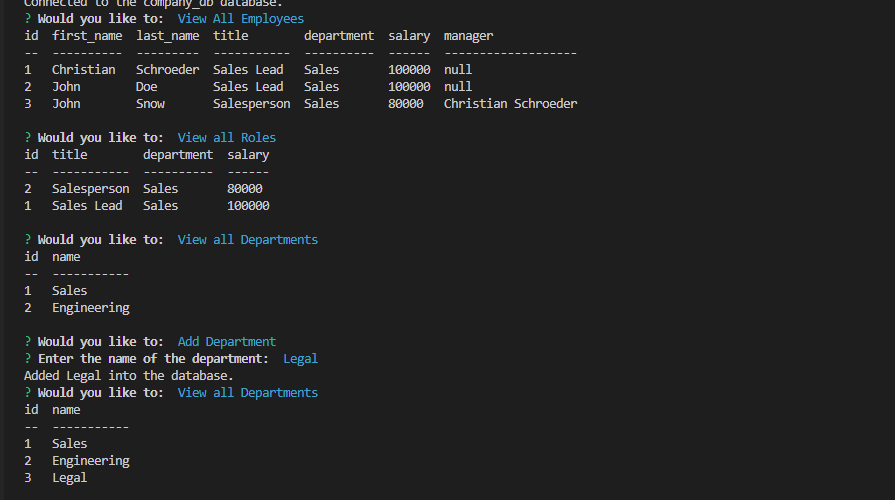 Connected to the company_db database.
? Would you like to: View All Employees
id first_name last_name title department salary manager
-- ---------- --------- ----------- ---------- ------ -------------------
1 Christian Schroeder Sales Lead Sales 100000 null
2 John Doe Sales Lead Sales 100000 null
3 John Snow Salesperson Sales 80000 Christian Schroeder
? Would you like to: View all Roles
id title department salary
-- ----------- ---------- ------
2 Salesperson Sales 80000
1 Sales Lead Sales 100000
? Would you like to: View all Departments
id name
-- -----------
1 Sales
2 Engineering
? Would you like to: Add Department
? Enter the name of the department: Legal
Added Legal into the database.
? Would you like to: View all Departments
id name
-- -----------
1 Sales
2 Engineering
3 Legal